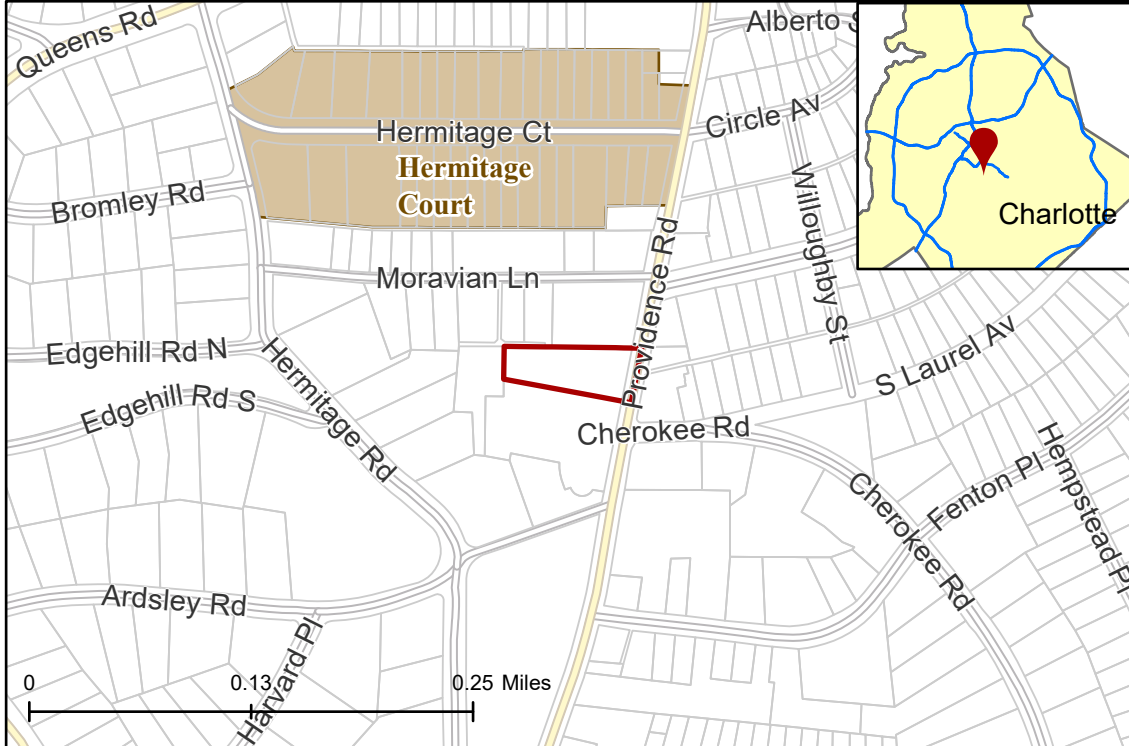 Queens Rd
Alberto S
Circle Av
Hermitage Ct
Hermitage
Court
Charlotte
Bromley Rd
Willoughby St
Moravian Ln
Providence Rd
Edgehill Rd N
Hermitage Rd
S Laurel Av
Edgehill Rd S
Cherokee Rd
Fenton Pl
Hempstead Pl
Cherokee Rd
Ardsley Rd
Harvard Pl
0 0.13 0.25 Miles